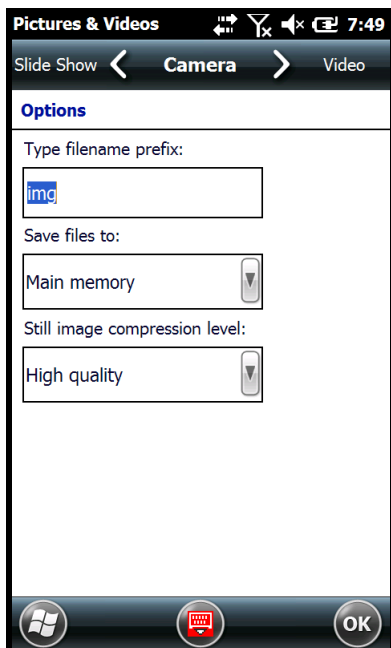 Pictures & Videos 7:49
Slide Show Camera Video
Options
Type filename prefix:
img
Save files to:
Main memory
Still image compression level:
High quality
OK